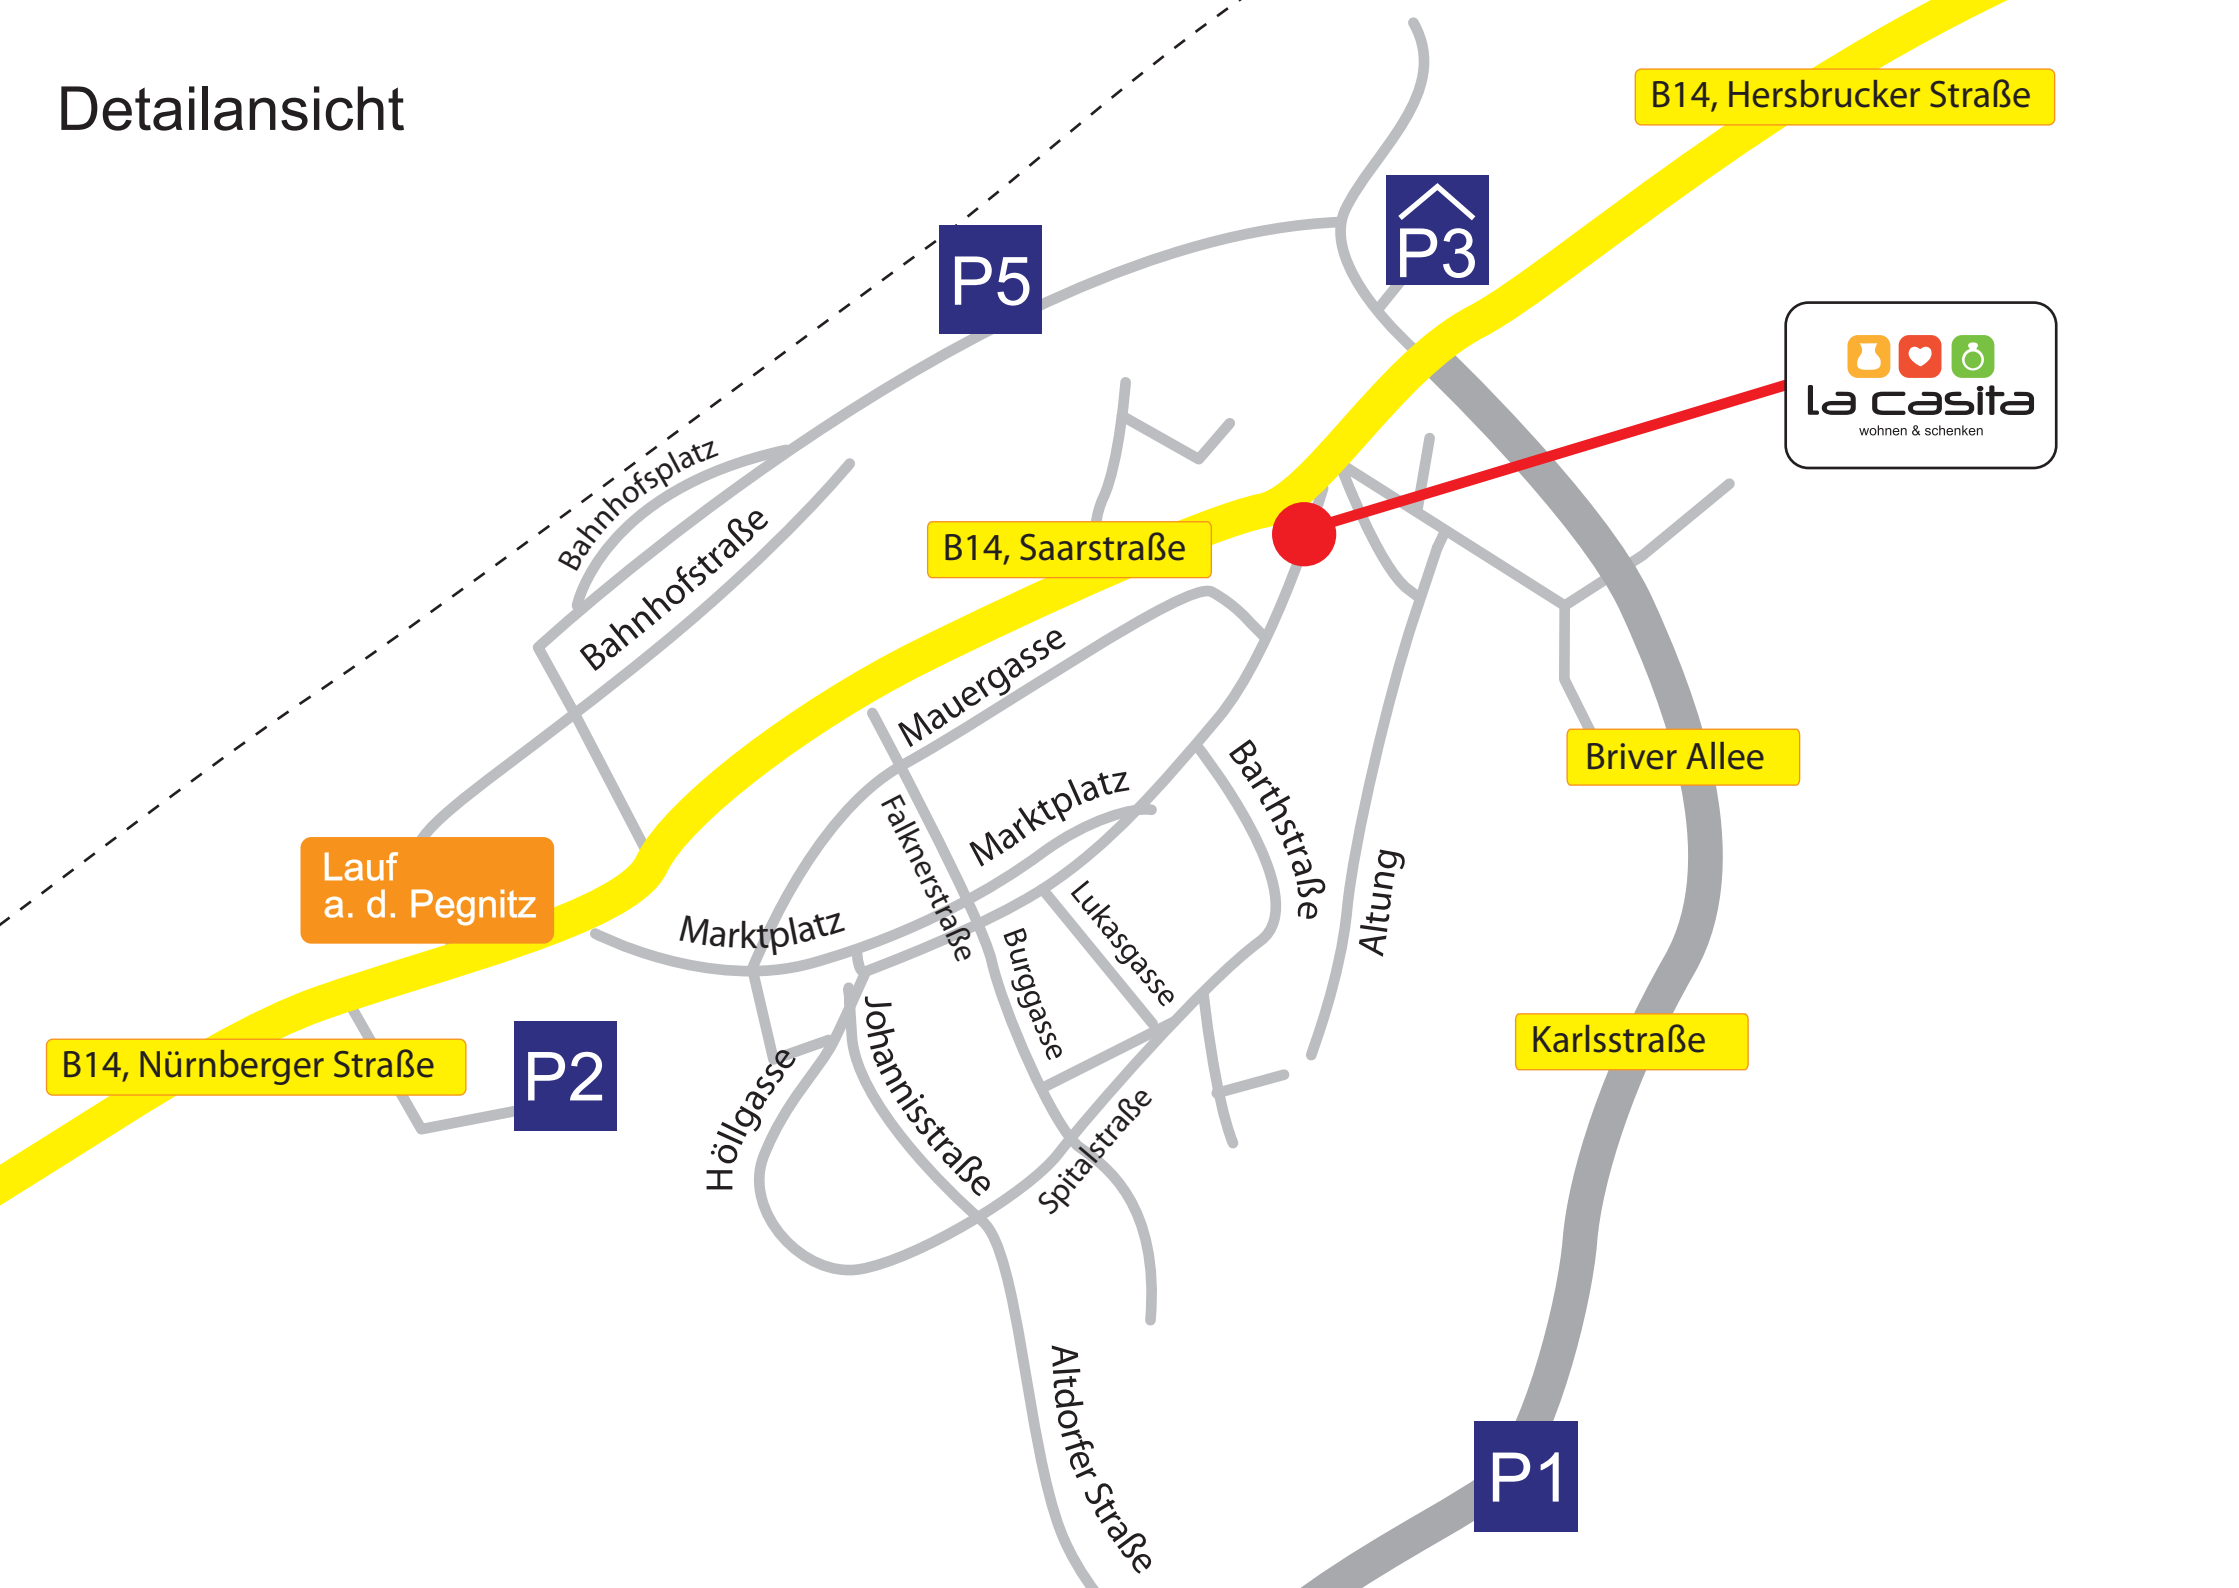 Detailansicht
B14, Hersbrucker Straße
P3
P5
la casita
wohnen & schenken
Bahnhofsplatz
Bahnhofstraße
B14, Saarstraße
Mauergasse
Marktplatz
Barthstraße
Briver Allee
Falknerstraße
Lauf
a. d. Pegnitz
Marktplatz
Altung
Lukasgasse
Burggasse
Johannisstraße
Karlsstraße
B14, Nürnberger Straße
P2
Höllgasse
Spitalstraße
Altdorfer Straße
P1